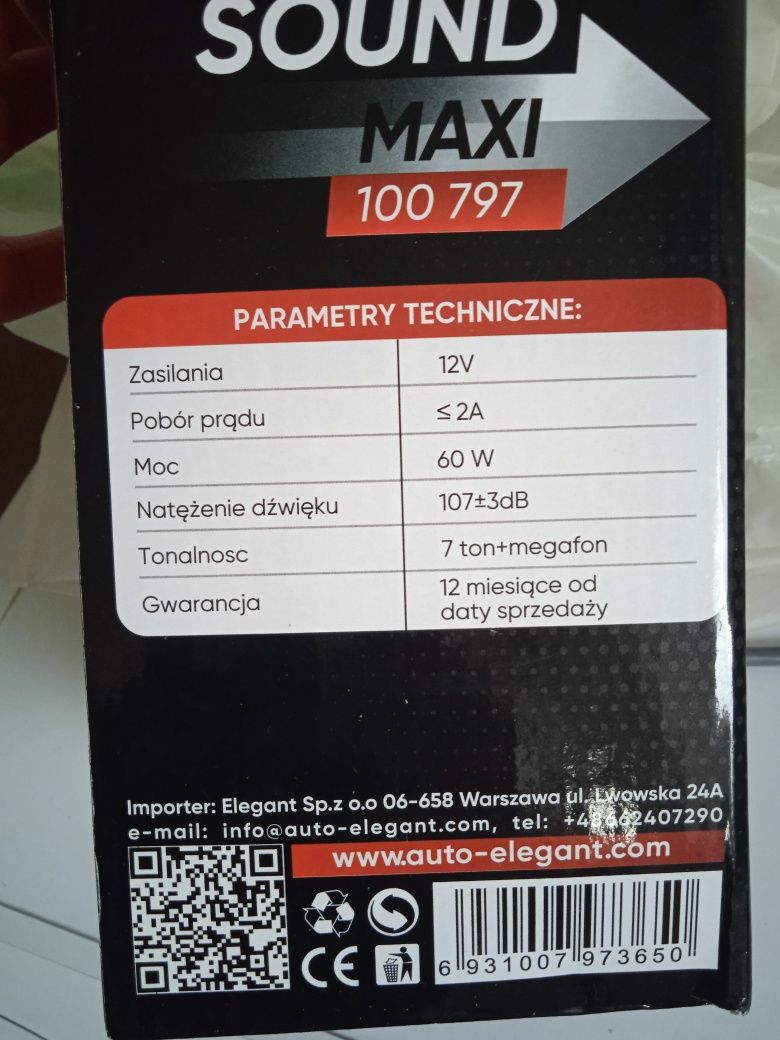 SOUND
MAXI
100 797
PARAMETRY TECHNICZNE:
Zasilania 12V
Pobór prądu ≤ 2A
Moc 60 W
Natężenie dźwięku 107±3dB
Tonalnosc 7 ton+megafon
Gwarancja 12 miesiące od
daty sprzedaży
Importer: Elegant Sp.z o.o 06-658 Warszawa ul. Lwowska 24A
e-mail: info@auto-elegant.com, tel: +48662407290
www.auto-elegant.com
CE
6 931007 973650